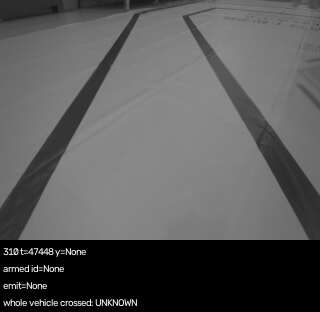 310 t=47448 y=None
armed id=None
emit=None
whole vehicle crossed: UNKNOWN